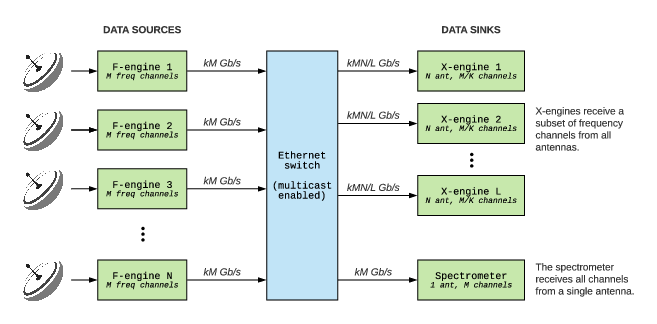 DATA SOURCES
DATA SINKS
F-engine 1
M freq channels
kM Gb/s
kMN/L Gb/s
X-engine 1
N ant, M/K channels
F-engine 2
M freq channels
kM Gb/s
kMN/L Gb/s
X-engine 2
N ant, M/K channels
X-engines receive a
subset of frequency
channels from all
antennas.
Ethernet
switch
(multicast
enabled)
F-engine 3
M freq channels
kM Gb/s
kMN/L Gb/s
X-engine L
N ant, M/K channels
F-engine N
M freq channels
kM Gb/s
kM Gb/s
Spectrometer
1 ant, M channels
The spectrometer
receives all channels
from a single antenna.